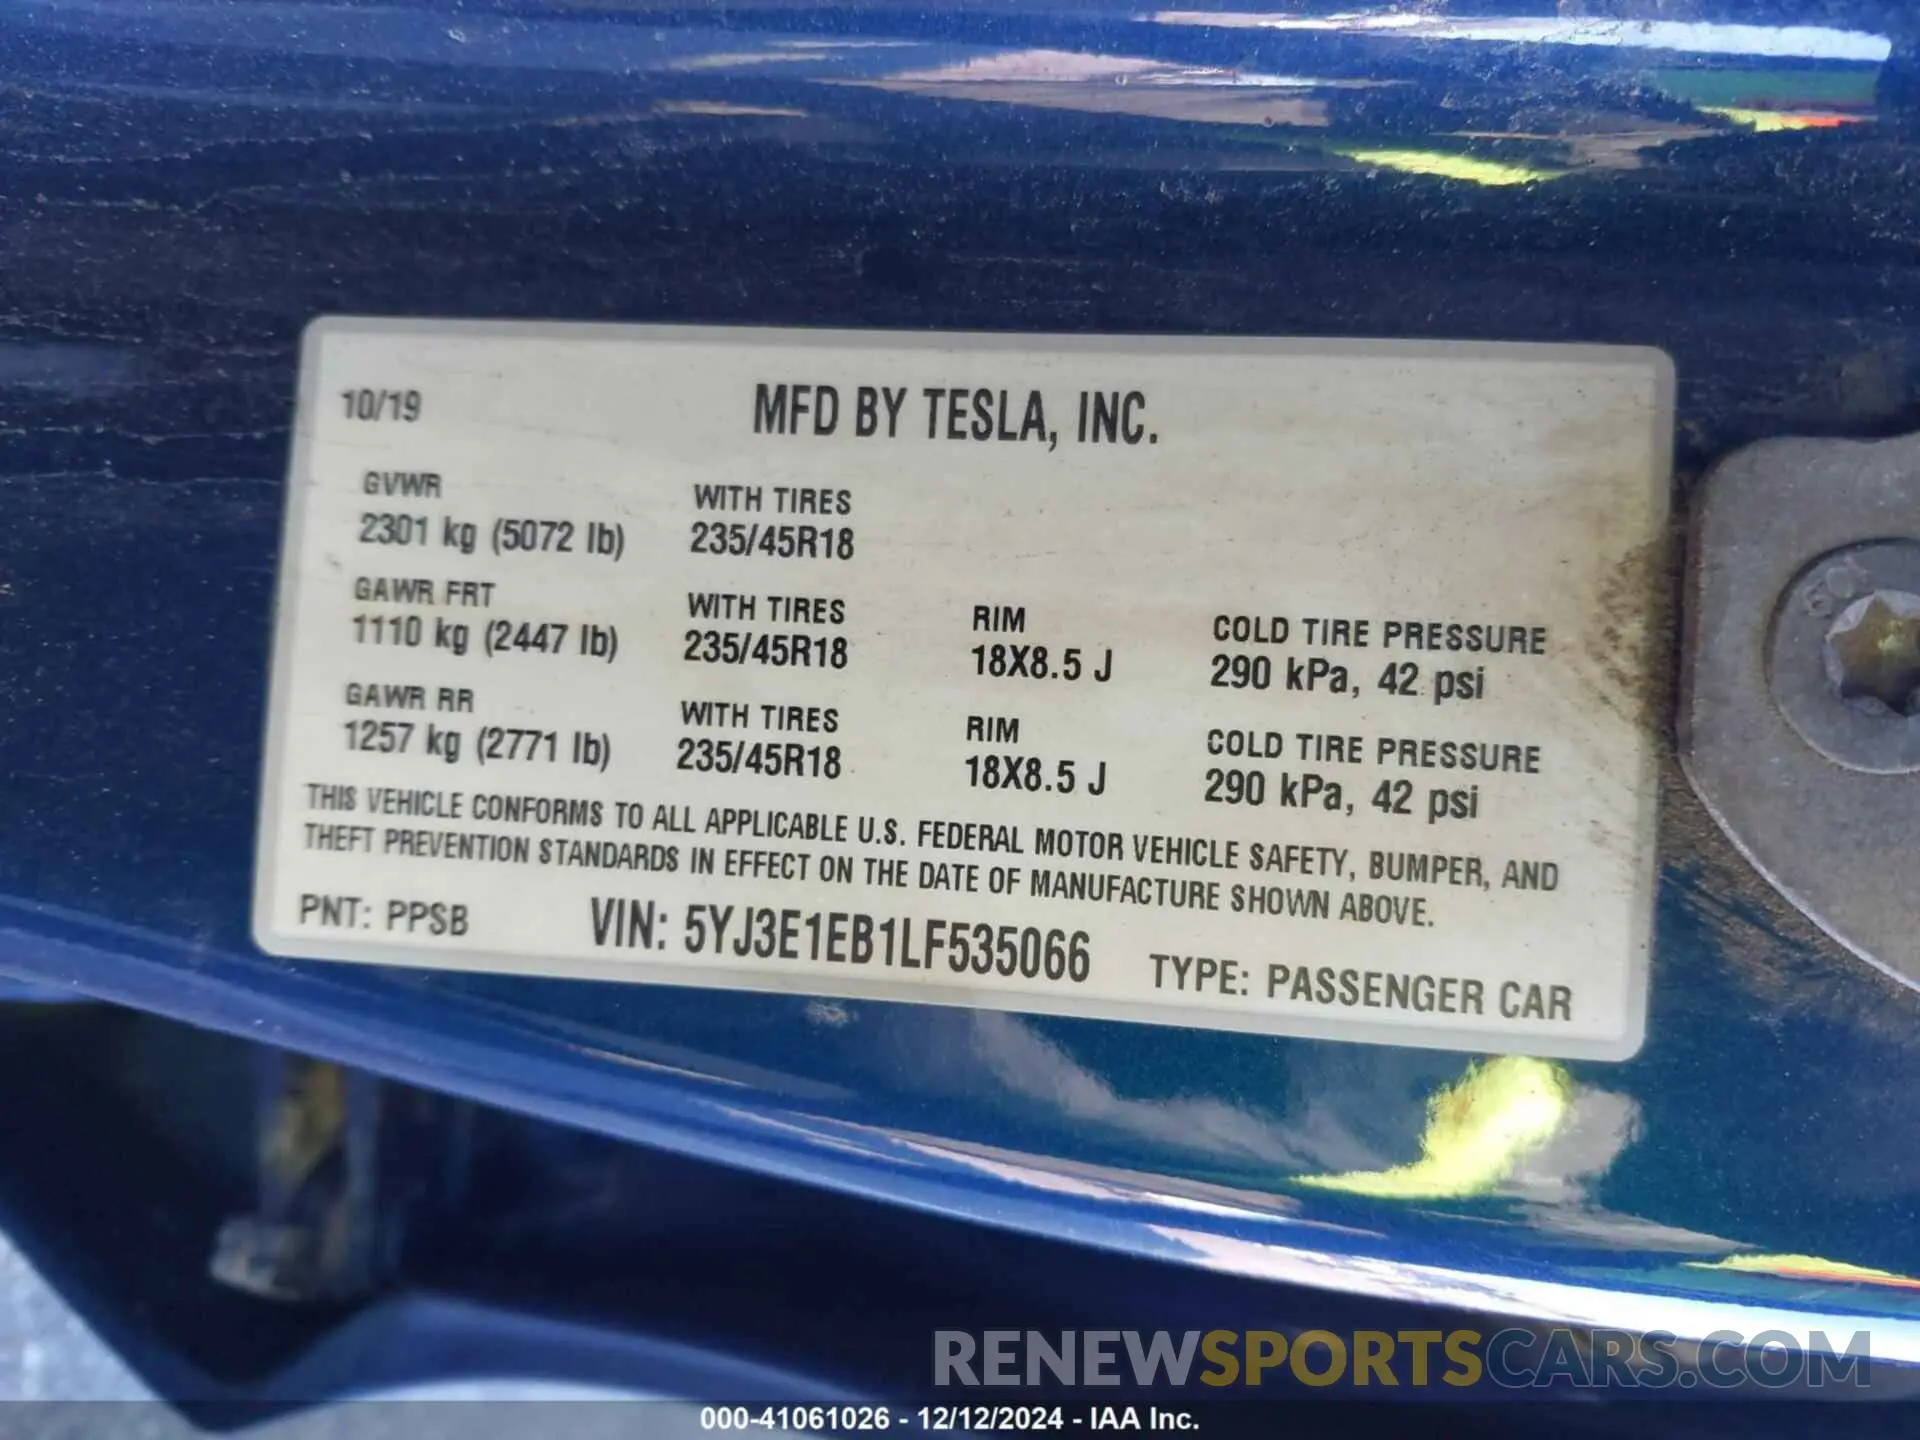 10/19 MFD BY TESLA, INC.
GVWR WITH TIRES
2301 kg (5072 lb) 235/45R18
GAWR FRT WITH TIRES RIM COLD TIRE PRESSURE
1110 kg (2447 lb) 235/45R18 18X8.5 J 290 kPa, 42 psi
GAWR RR WITH TIRES RIM COLD TIRE PRESSURE
1257 kg (2771 lb) 235/45R18 18X8.5 J 290 kPa, 42 psi
THIS VEHICLE CONFORMS TO ALL APPLICABLE U.S. FEDERAL MOTOR VEHICLE SAFETY, BUMPER, AND
THEFT PREVENTION STANDARDS IN EFFECT ON THE DATE OF MANUFACTURE SHOWN ABOVE.
PNT: PPSB VIN: 5YJ3E1EB1LF535066 TYPE: PASSENGER CAR
RENEWSPORTSCARS.COM
000-41061026 - 12/12/2024 - IAA Inc.